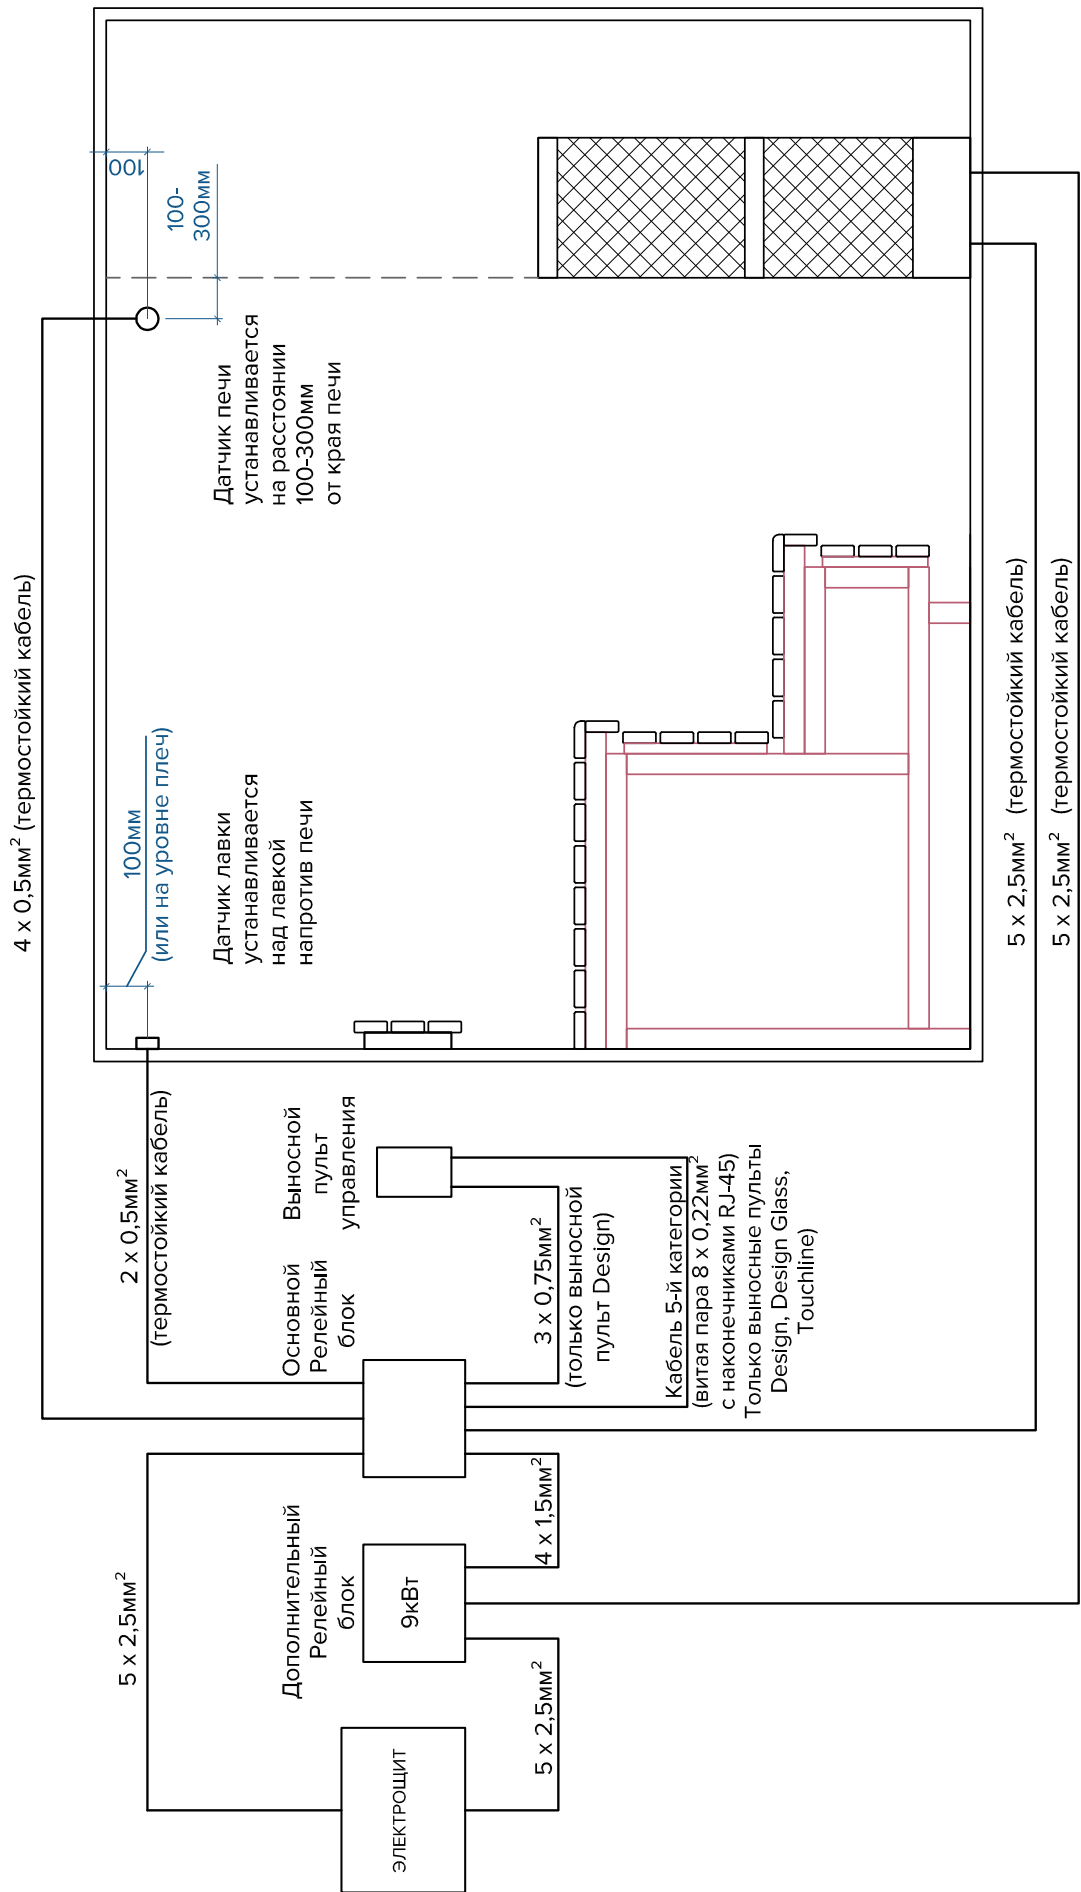 4 x 0,5мм² (термостойкий кабель)
100мм
(или на уровне плеч)
100
100-
300мм
Датчик лавки
устанавливается
над лавкой
напротив печи
Датчик печи
устанавливается
на расстоянии
100-300мм
от края печи
2 x 0,5мм²
(термостойкий кабель)
5 x 2,5мм²
Дополнительный
Релейный
блок
9кВт
Основной
Релейный
блок
Выносной
пульт
управления
ЭЛЕКТРОЩИТ
5 x 2,5мм²
4 x 1,5мм²
3 x 0,75мм²
(только выносной
пульт Design)
Кабель 5-й категории
(витая пара 8 x 0,22мм²
с наконечниками RJ-45)
Только выносные пульты
Design, Design Glass,
Touchline)
5 x 2,5мм² (термостойкий кабель)
5 x 2,5мм² (термостойкий кабель)